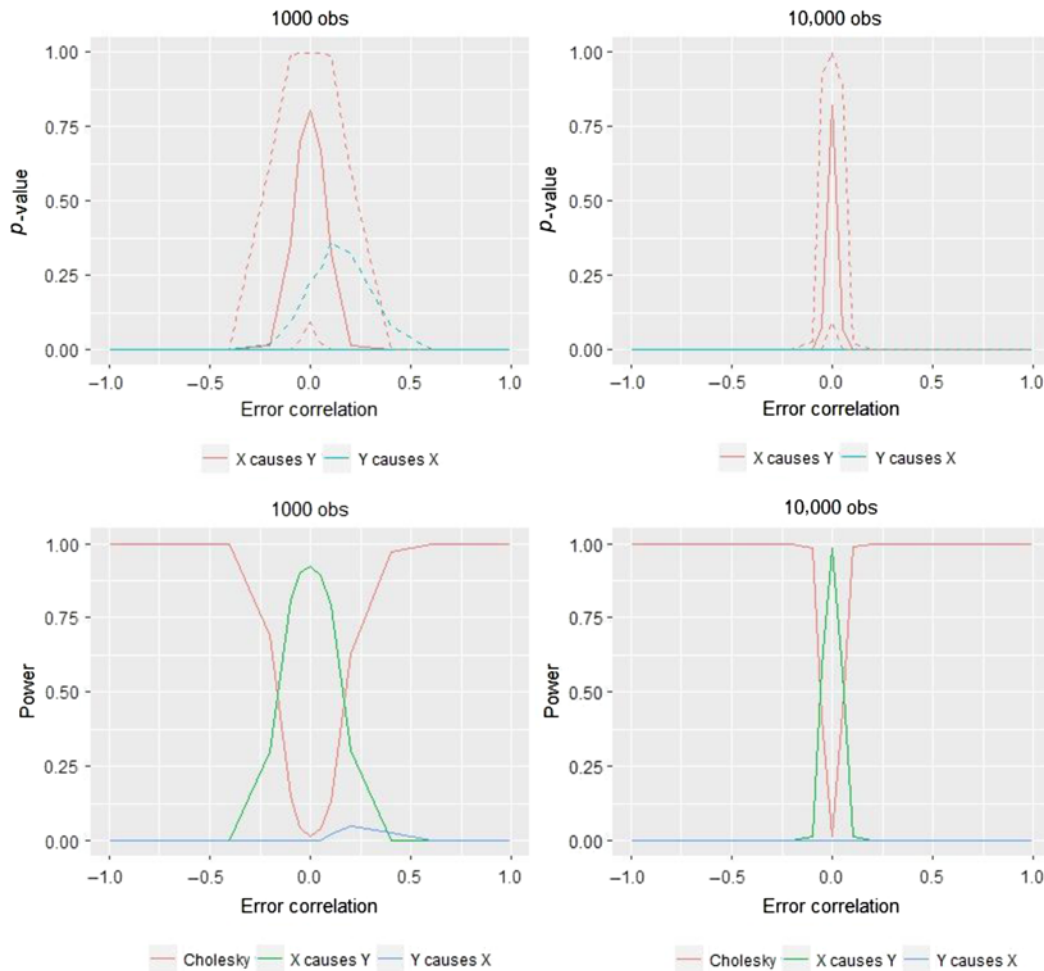 1000 obs
1.00
0.75
0.50
0.25
0.00
p-value
−1.0 −0.5 0.0 0.5 1.0
Error correlation
X causes Y Y causes X
10,000 obs
1.00
0.75
0.50
0.25
0.00
p-value
−1.0 −0.5 0.0 0.5 1.0
Error correlation
X causes Y Y causes X
1000 obs
1.00
0.75
0.50
0.25
0.00
Power
−1.0 −0.5 0.0 0.5 1.0
Error correlation
Cholesky X causes Y Y causes X
10,000 obs
1.00
0.75
0.50
0.25
0.00
Power
−1.0 −0.5 0.0 0.5 1.0
Error correlation
Cholesky X causes Y Y causes X